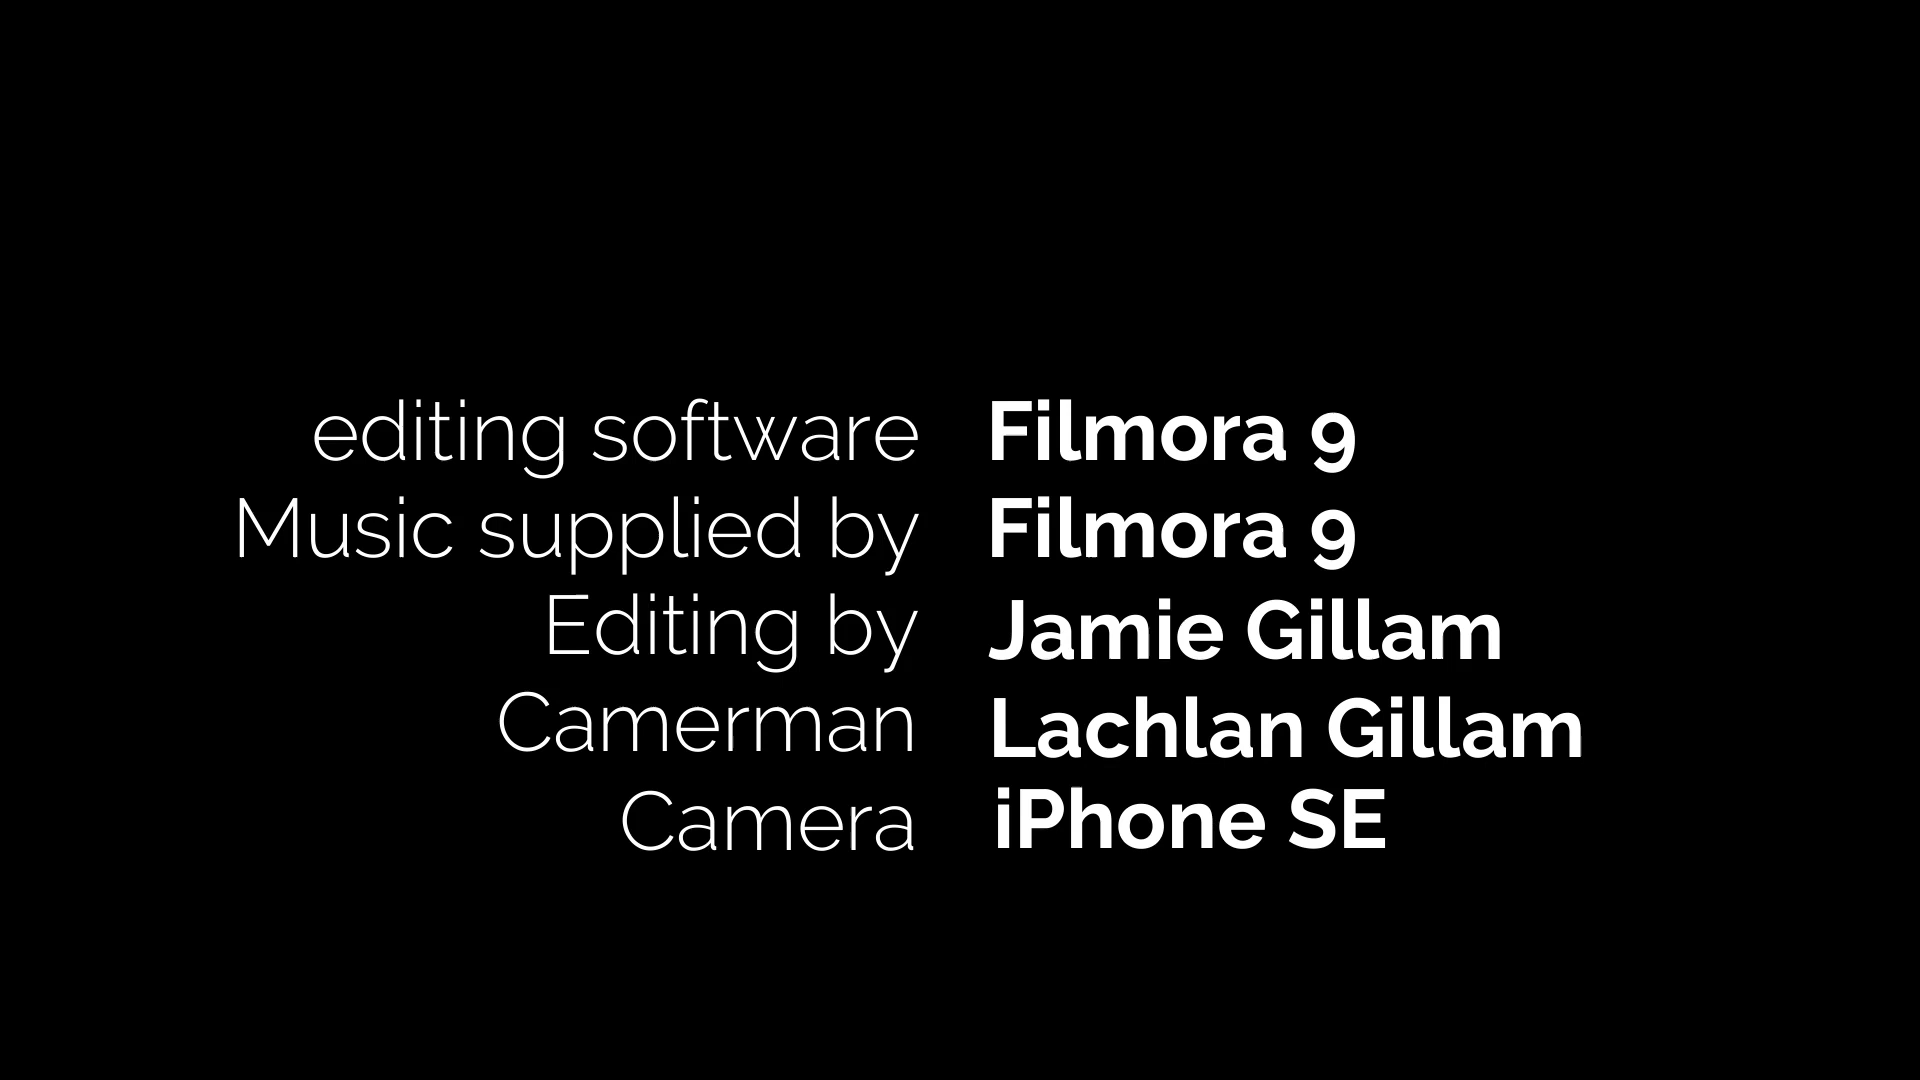 editing software Filmora 9
Music supplied by Filmora 9
Editing by Jamie Gillam
Camerman Lachlan Gillam
Camera iPhone SE